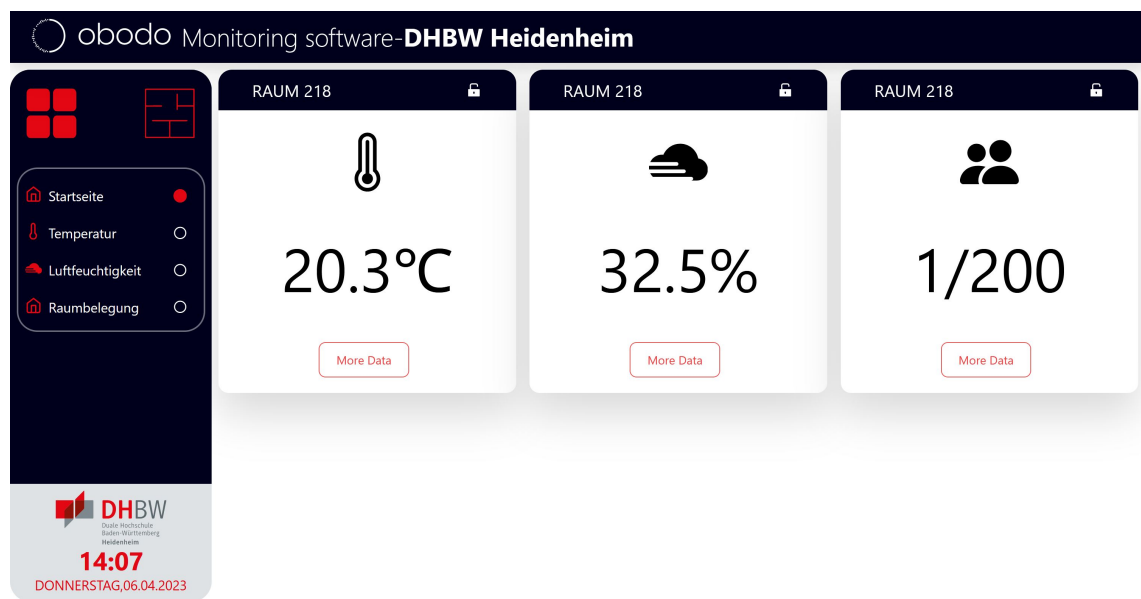 obodo Monitoring software-DHBW Heidenheim
Startseite
Temperatur
Luftfeuchtigkeit
Raumbelegung
DHBW
Duale Hochschule
Baden-Württemberg
Heidenheim
14:07
DONNERSTAG,06.04.2023
RAUM 218
20.3°C
More Data
RAUM 218
32.5%
More Data
RAUM 218
1/200
More Data